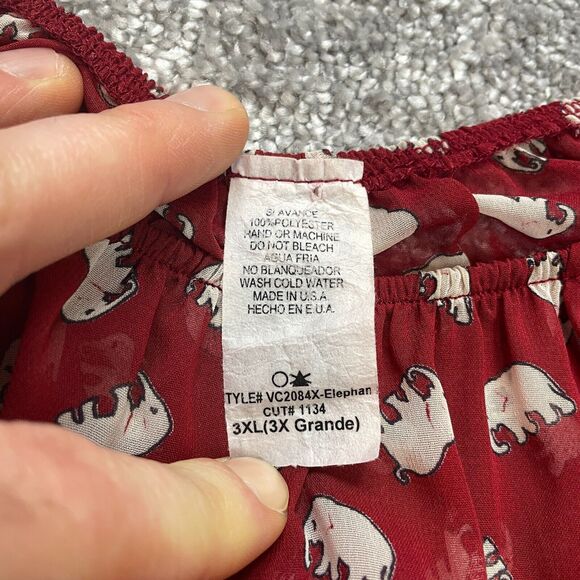 S/AVANCE
100%POLYESTER
HAND OR MACHINE
DO NOT BLEACH
AGUA FRIA
NO BLANQUEADOR
WASH COLD WATER
MADE IN U.S.A
HECHO EN E.U.A.
TYLE# VC2084X-Elephan
CUT# 1134
3XL(3X Grande)